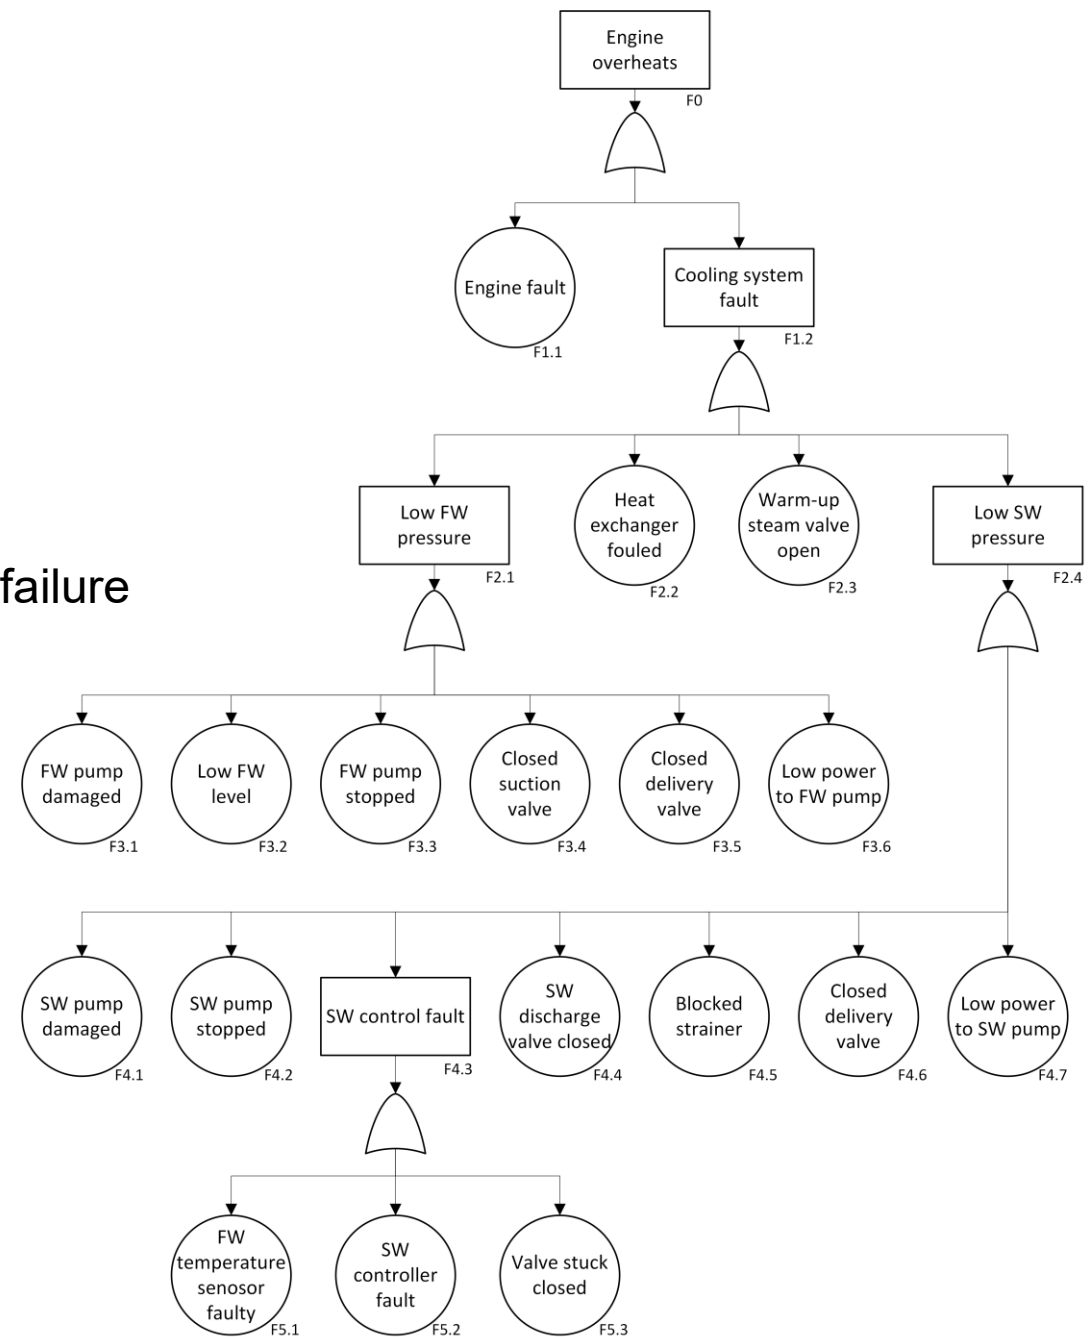 Engine
overheats
F0
Engine fault
F1.1
Cooling system
fault
F1.2
Low FW
pressure
F2.1
Heat
exchanger
fouled
F2.2
Warm-up
steam valve
open
F2.3
Low SW
pressure
F2.4
failure
FW pump
damaged
F3.1
Low FW
level
F3.2
FW pump
stopped
F3.3
Closed
suction
valve
F3.4
Closed
delivery
valve
F3.5
Low power
to FW pump
F3.6
SW pump
damaged
F4.1
SW pump
stopped
F4.2
SW control fault
F4.3
SW
discharge
valve closed
F4.4
Blocked
strainer
F4.5
Closed
delivery
valve
F4.6
Low power
to SW pump
F4.7
FW
temperature
senosor
faulty
F5.1
SW
controller
fault
F5.2
Valve stuck
closed
F5.3